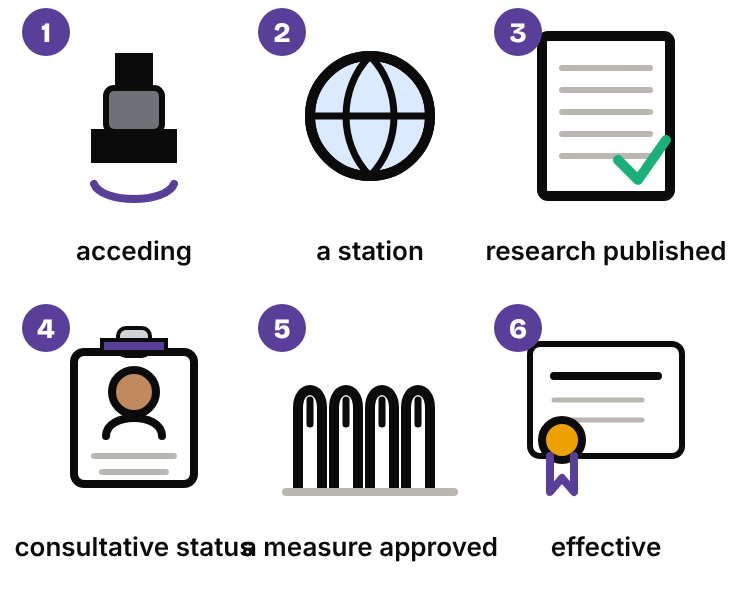 1
2
3
acceding
a station
research published
4
5
6
consultative status
a measure approved
effective